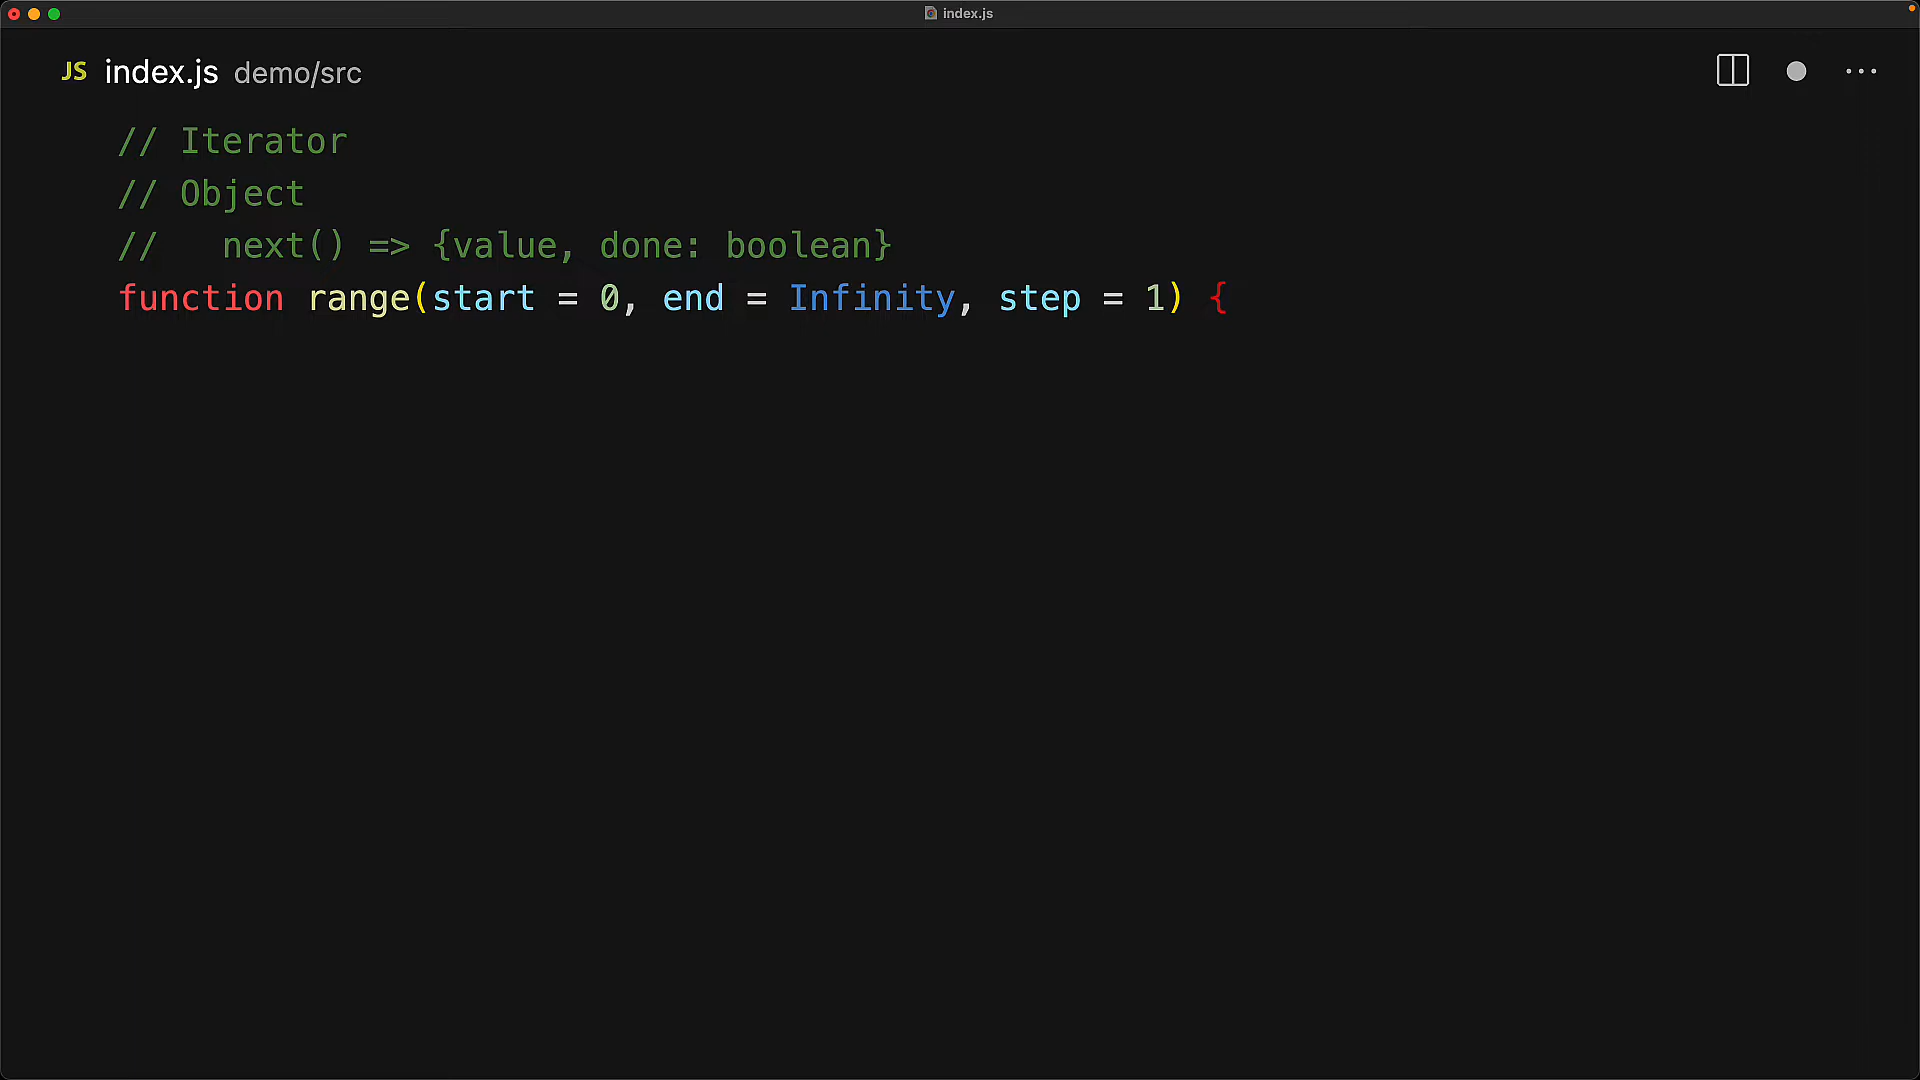 index.js
JS index.js demo/src
// Iterator
// Object
//   next() => {value, done: boolean}
function range(start = 0, end = Infinity, step = 1) {